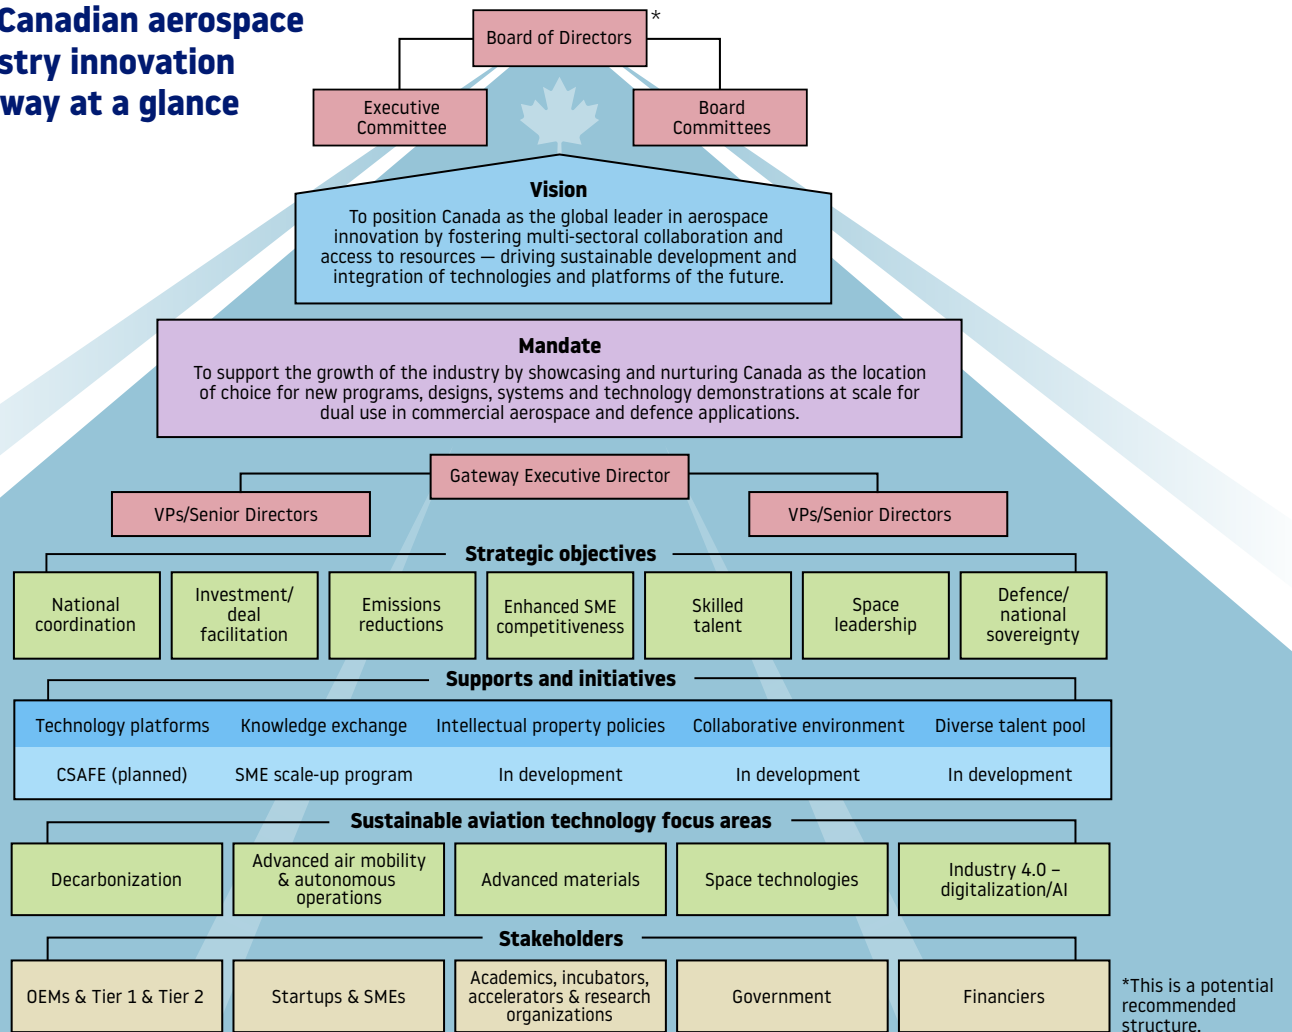 Canadian aerospace
stry innovation
way at a glance
Board of Directors
*
Executive
Committee
Board
Committees
Vision
To position Canada as the global leader in aerospace
innovation by fostering multi-sectoral collaboration and
access to resources — driving sustainable development and
integration of technologies and platforms of the future.
Mandate
To support the growth of the industry by showcasing and nurturing Canada as the location
of choice for new programs, designs, systems and technology demonstrations at scale for
dual use in commercial aerospace and defence applications.
Gateway Executive Director
VPs/Senior Directors
VPs/Senior Directors
Strategic objectives
National
coordination
Investment/
deal
facilitation
Emissions
reductions
Enhanced SME
competitiveness
Skilled
talent
Space
leadership
Defence/
national
sovereignty
Supports and initiatives
Technology platforms
Knowledge exchange
Intellectual property policies
Collaborative environment
Diverse talent pool
CSAFE (planned)
SME scale-up program
In development
In development
In development
Sustainable aviation technology focus areas
Decarbonization
Advanced air mobility
& autonomous
operations
Advanced materials
Space technologies
Industry 4.0 –
digitalization/AI
Stakeholders
OEMs & Tier 1 & Tier 2
Startups & SMEs
Academics, incubators,
accelerators & research
organizations
Government
Financiers
*This is a potential
recommended
structure.